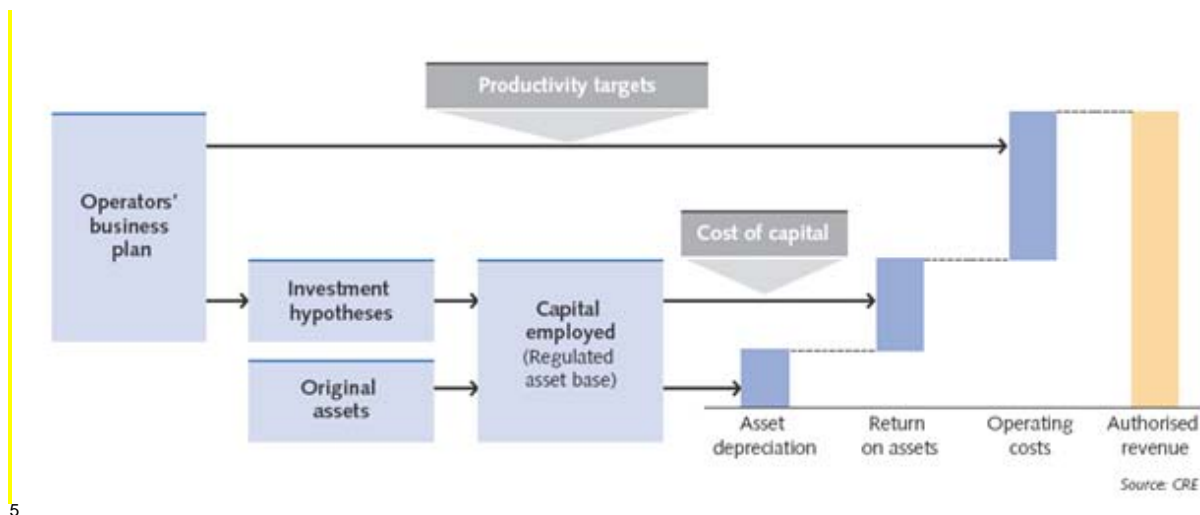 Productivity targets
Operators'
business
plan
Cost of capital
Investment
hypotheses
Capital
employed
(Regulated
asset base)
Original
assets
Asset
depreciation
Return
on assets
Operating
costs
Authorised
revenue
Source: CRE
5